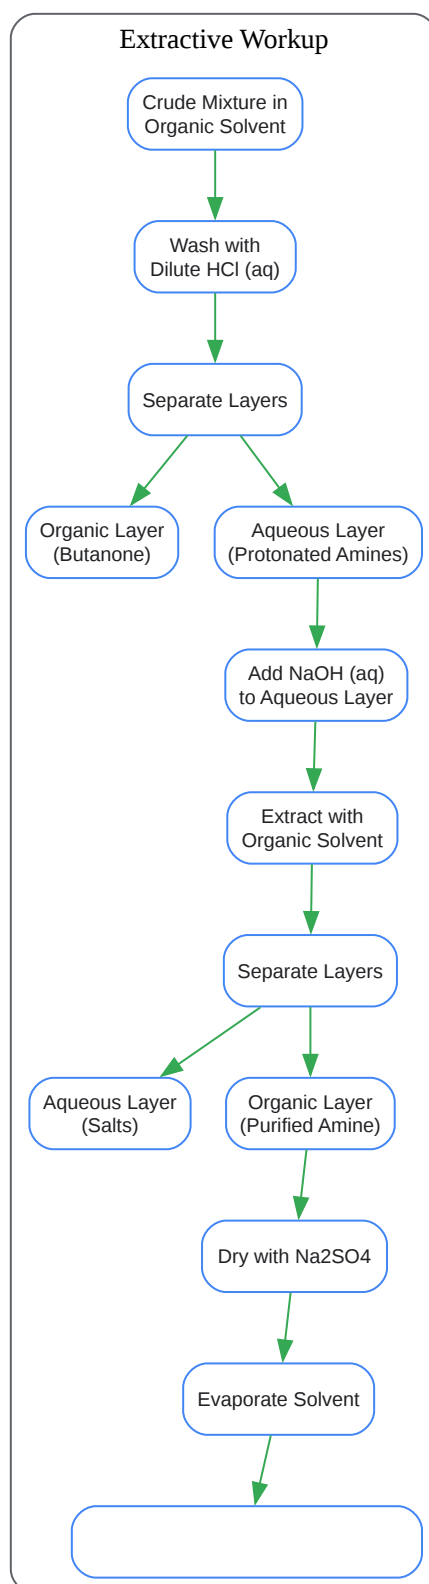 Extractive Workup
Crude Mixture in
Organic Solvent
Wash with
Dilute HCl (aq)
Separate Layers
Organic Layer
(Butanone)
Aqueous Layer
(Protonated Amines)
Add NaOH (aq)
to Aqueous Layer
Extract with
Organic Solvent
Separate Layers
Aqueous Layer
(Salts)
Organic Layer
(Purified Amine)
Dry with Na2SO4
Evaporate Solvent